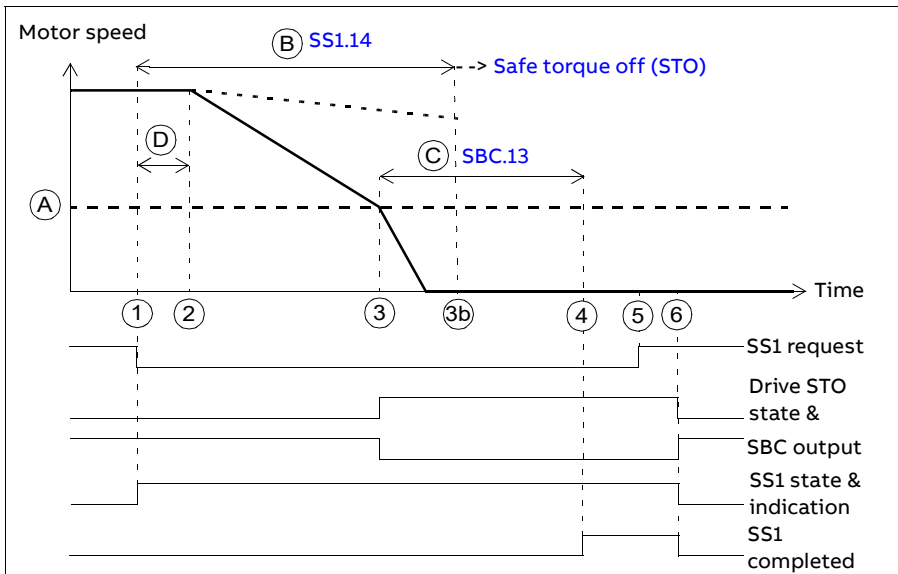 Motor speed
B SS1.14
Safe torque off (STO)
D
C SBC.13
A
Time
1 2 3 3b 4 5 6
SS1 request
Drive STO
state &
SBC output
SS1 state &
indication
SS1
completed